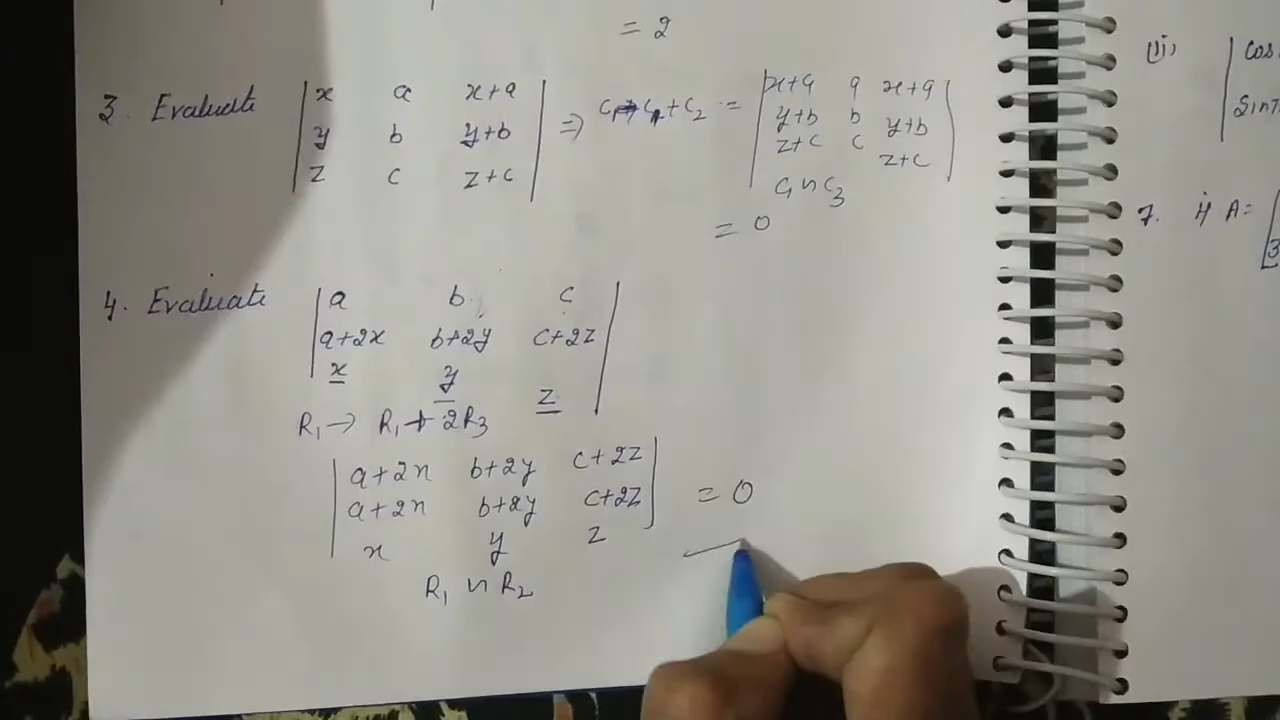 = 2
3. Evaluate | x a x+a | ⇒ C₁→C₁+C₂ = | x+a a x+a |
| y b y+b | | y+b b y+b |
| z c z+c | | z+c c z+c |
C₁ ∽ C₃
= 0
4. Evaluate | a b c |
| a+2x b+2y c+2z |
| x y z |
R₁ → R₁ + 2R₃
| a+2x b+2y c+2z |
| a+2x b+2y c+2z | = 0
| x y z |
R₁ ∽ R₂
(ii) | cos
| sin
7. if A = [
3